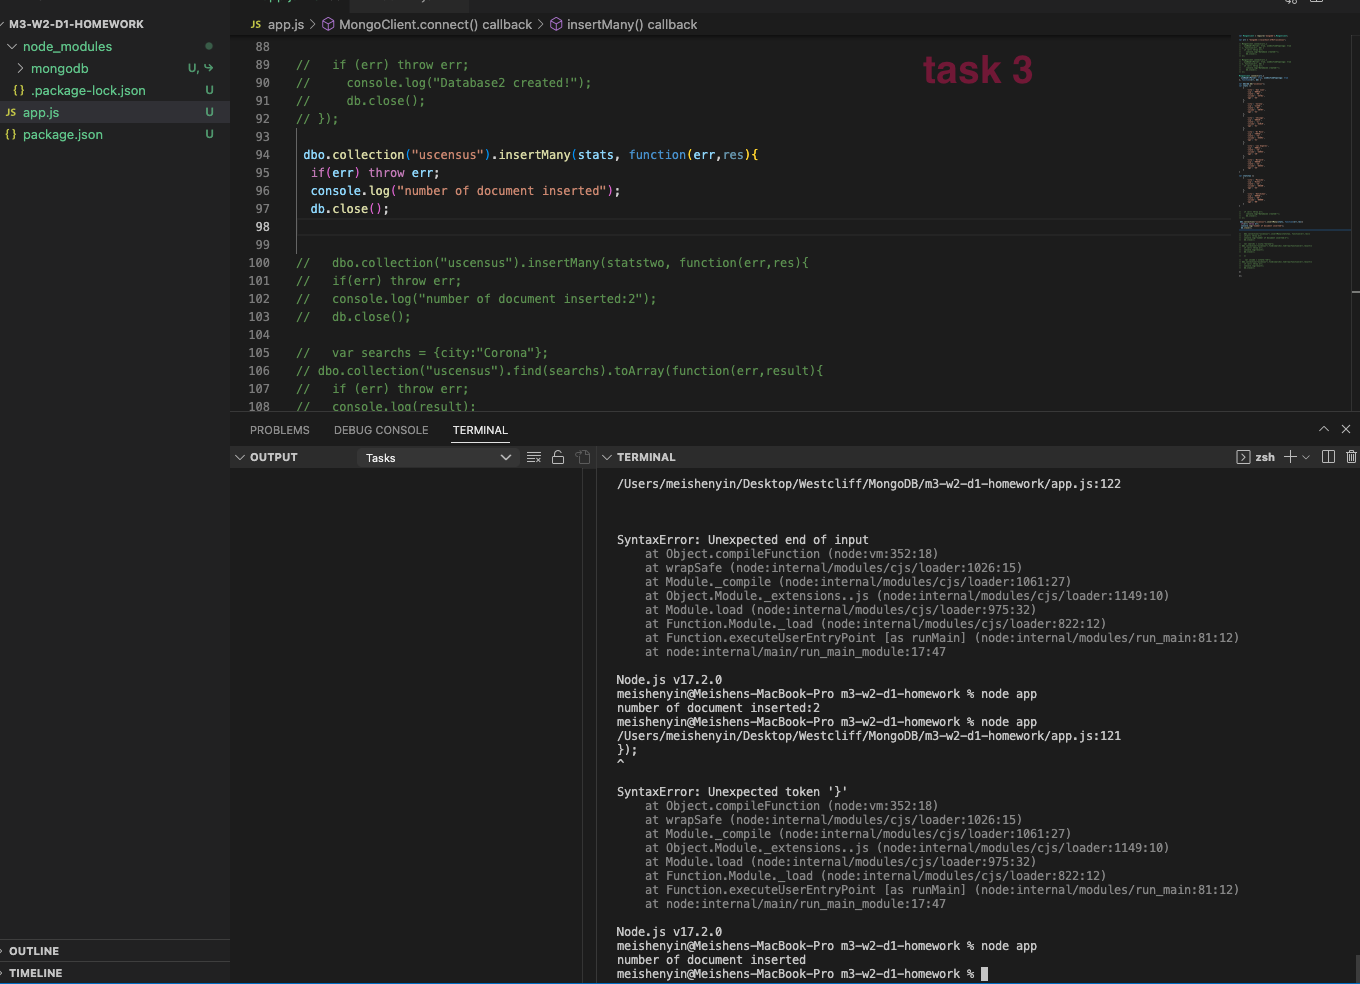 M3-W2-D1-HOMEWORK
node_modules
mongodb U,
{} .package-lock.json U
JS app.js U
{} package.json U
OUTLINE
TIMELINE
JS app.js > MongoClient.connect() callback > insertMany() callback
task 3
88
89 //   if (err) throw err;
90 //     console.log("Database2 created!");
91 //     db.close();
92 // });
93
94 dbo.collection("uscensus").insertMany(stats, function(err,res){
95 if(err) throw err;
96 console.log("number of document inserted");
97 db.close();
98
99
100 //   dbo.collection("uscensus").insertMany(statstwo, function(err,res){
101 //   if(err) throw err;
102 //   console.log("number of document inserted:2");
103 //   db.close();
104
105 //   var searchs = {city:"Corona"};
106 // dbo.collection("uscensus").find(searchs).toArray(function(err,result){
107 //   if (err) throw err;
108 //   console.log(result);
PROBLEMS DEBUG CONSOLE TERMINAL
OUTPUT Tasks
TERMINAL zsh
/Users/meishenyin/Desktop/Westcliff/MongoDB/m3-w2-d1-homework/app.js:122
SyntaxError: Unexpected end of input
    at Object.compileFunction (node:vm:352:18)
    at wrapSafe (node:internal/modules/cjs/loader:1026:15)
    at Module._compile (node:internal/modules/cjs/loader:1061:27)
    at Object.Module._extensions..js (node:internal/modules/cjs/loader:1149:10)
    at Module.load (node:internal/modules/cjs/loader:975:32)
    at Function.Module._load (node:internal/modules/cjs/loader:822:12)
    at Function.executeUserEntryPoint [as runMain] (node:internal/modules/run_main:81:12)
    at node:internal/main/run_main_module:17:47
Node.js v17.2.0
meishenyin@Meishens-MacBook-Pro m3-w2-d1-homework % node app
number of document inserted:2
meishenyin@Meishens-MacBook-Pro m3-w2-d1-homework % node app
/Users/meishenyin/Desktop/Westcliff/MongoDB/m3-w2-d1-homework/app.js:121
});
^
SyntaxError: Unexpected token '}'
    at Object.compileFunction (node:vm:352:18)
    at wrapSafe (node:internal/modules/cjs/loader:1026:15)
    at Module._compile (node:internal/modules/cjs/loader:1061:27)
    at Object.Module._extensions..js (node:internal/modules/cjs/loader:1149:10)
    at Module.load (node:internal/modules/cjs/loader:975:32)
    at Function.Module._load (node:internal/modules/cjs/loader:822:12)
    at Function.executeUserEntryPoint [as runMain] (node:internal/modules/run_main:81:12)
    at node:internal/main/run_main_module:17:47
Node.js v17.2.0
meishenyin@Meishens-MacBook-Pro m3-w2-d1-homework % node app
number of document inserted
meishenyin@Meishens-MacBook-Pro m3-w2-d1-homework %